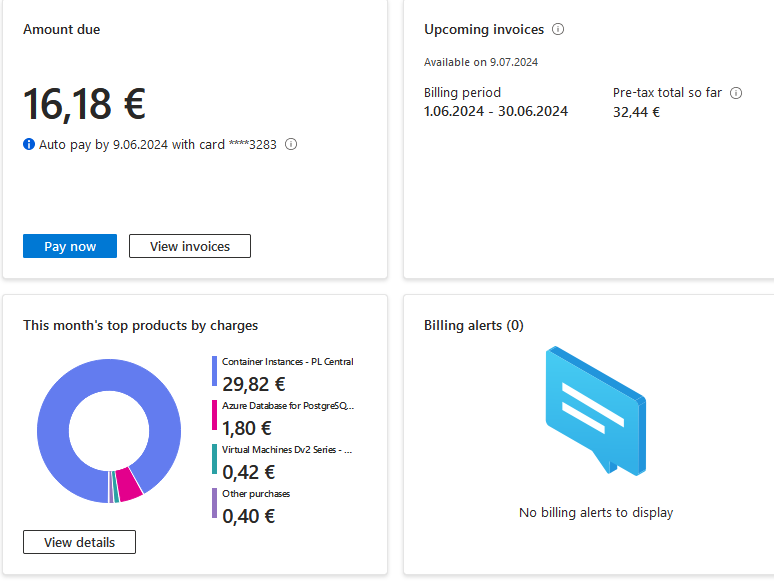 Amount due
16,18 €
Auto pay by 9.06.2024 with card ****3283
Pay now
View invoices
Upcoming invoices
Available on 9.07.2024
Billing period
1.06.2024 - 30.06.2024
Pre-tax total so far
32,44 €
This month's top products by charges
Container Instances - PL Central
29,82 €
Azure Database for PostgreSQ...
1,80 €
Virtual Machines Dv2 Series - ...
0,42 €
Other purchases
0,40 €
View details
Billing alerts (0)
No billing alerts to display